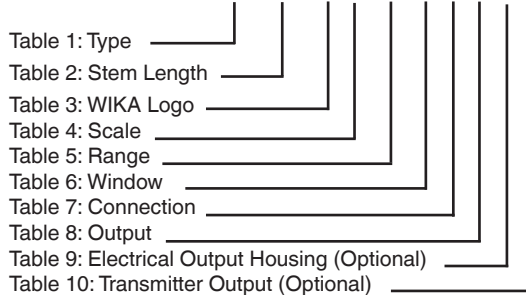 Table 1: Type
Table 2: Stem Length
Table 3: WIKA Logo
Table 4: Scale
Table 5: Range
Table 6: Window
Table 7: Connection
Table 8: Output
Table 9: Electrical Output Housing (Optional)
Table 10: Transmitter Output (Optional)